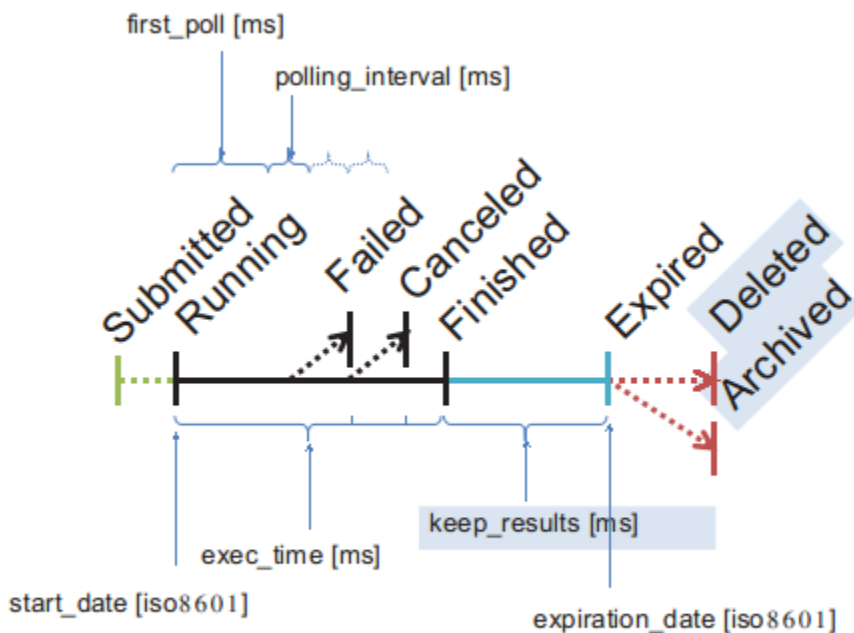 first_poll [ms]
polling_interval [ms]
Submitted
Running
Failed
Canceled
Finished
Expired
Deleted
Archived
keep_results [ms]
exec_time [ms]
start_date [iso8601]
expiration_date [iso8601]